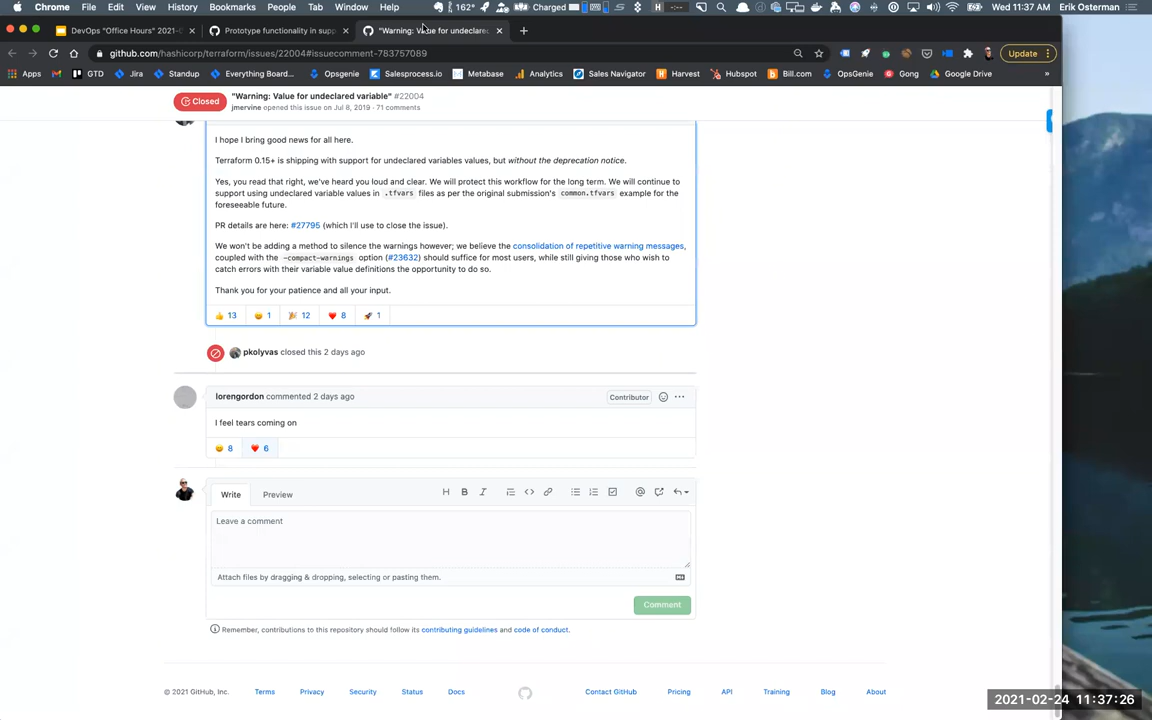 Chrome File Edit View History Bookmarks People Tab Window Help 162° Charged Wed 11:37 AM Erik Osterman
DevOps "Office Hours" 2021- Prototype functionality in supp "Warning: Value for undeclared
github.com/hashicorp/terraform/issues/22004#issuecomment-783757089 Update
Apps GTD Jira Standup Everything Board... Opsgenie Salesprocess.io Metabase Analytics Sales Navigator Harvest Hubspot Bill.com OpsGenie Gong Google Drive »
Closed "Warning: Value for undeclared variable" #22004
jmervine opened this issue on Jul 8, 2019 · 71 comments
I hope I bring good news for all here.
Terraform 0.15+ is shipping with support for undeclared variables values, but without the deprecation notice.
Yes, you read that right, we've heard you loud and clear. We will protect this workflow for the long term. We will continue to
support using undeclared variable values in .tfvars files as per the original submission's common.tfvars example for the
foreseeable future.
PR details are here: #27795 (which I'll use to close the issue).
We won't be adding a method to silence the warnings however; we believe the consolidation of repetitive warning messages,
coupled with the -compact-warnings option (#23632) should suffice for most users, while still giving those who wish to
catch errors with their variable value definitions the opportunity to do so.
Thank you for your patience and all your input.
13 1 12 8 1
pkolyvas closed this 2 days ago
lorengordon commented 2 days ago Contributor
I feel tears coming on
8 6
Write Preview
Leave a comment
Attach files by dragging & dropping, selecting or pasting them.
Comment
Remember, contributions to this repository should follow its contributing guidelines and code of conduct.
© 2021 GitHub, Inc. Terms Privacy Security Status Docs Contact GitHub Pricing API Training Blog About
2021-02-24 11:37:26